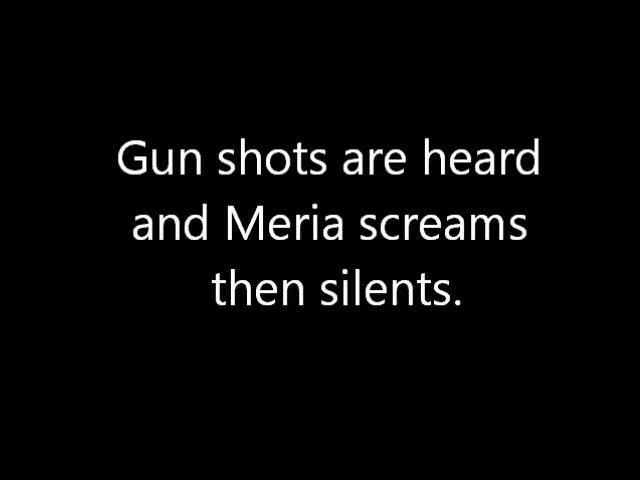 Gun shots are heard
and Meria screams
then silents.